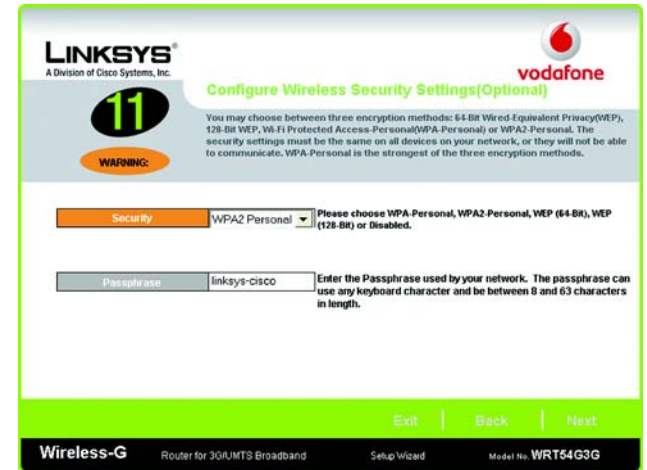 LINKSYS®
A Division of Cisco Systems, Inc.
vodafone
11
WARNING:
Configure Wireless Security Settings(Optional)
You may choose between three encryption methods: 64-Bit Wired-Equivalent Privacy(WEP),
128-Bit WEP, Wi-Fi Protected Access-Personal(WPA-Personal) or WPA2-Personal. The
security settings must be the same on all devices on your network, or they will not be able
to communicate. WPA-Personal is the strongest of the three encryption methods.
Security
WPA2 Personal
Please choose WPA-Personal, WPA2-Personal, WEP (64-Bit), WEP
(128-Bit) or Disabled.
Passphrase
linksys-cisco
Enter the Passphrase used by your network. The passphrase can
use any keyboard character and be between 8 and 63 characters
in length.
Exit
Back
Next
Wireless-G
Router for 3G/UMTS Broadband
Setup Wizard
Model No. WRT54G3G